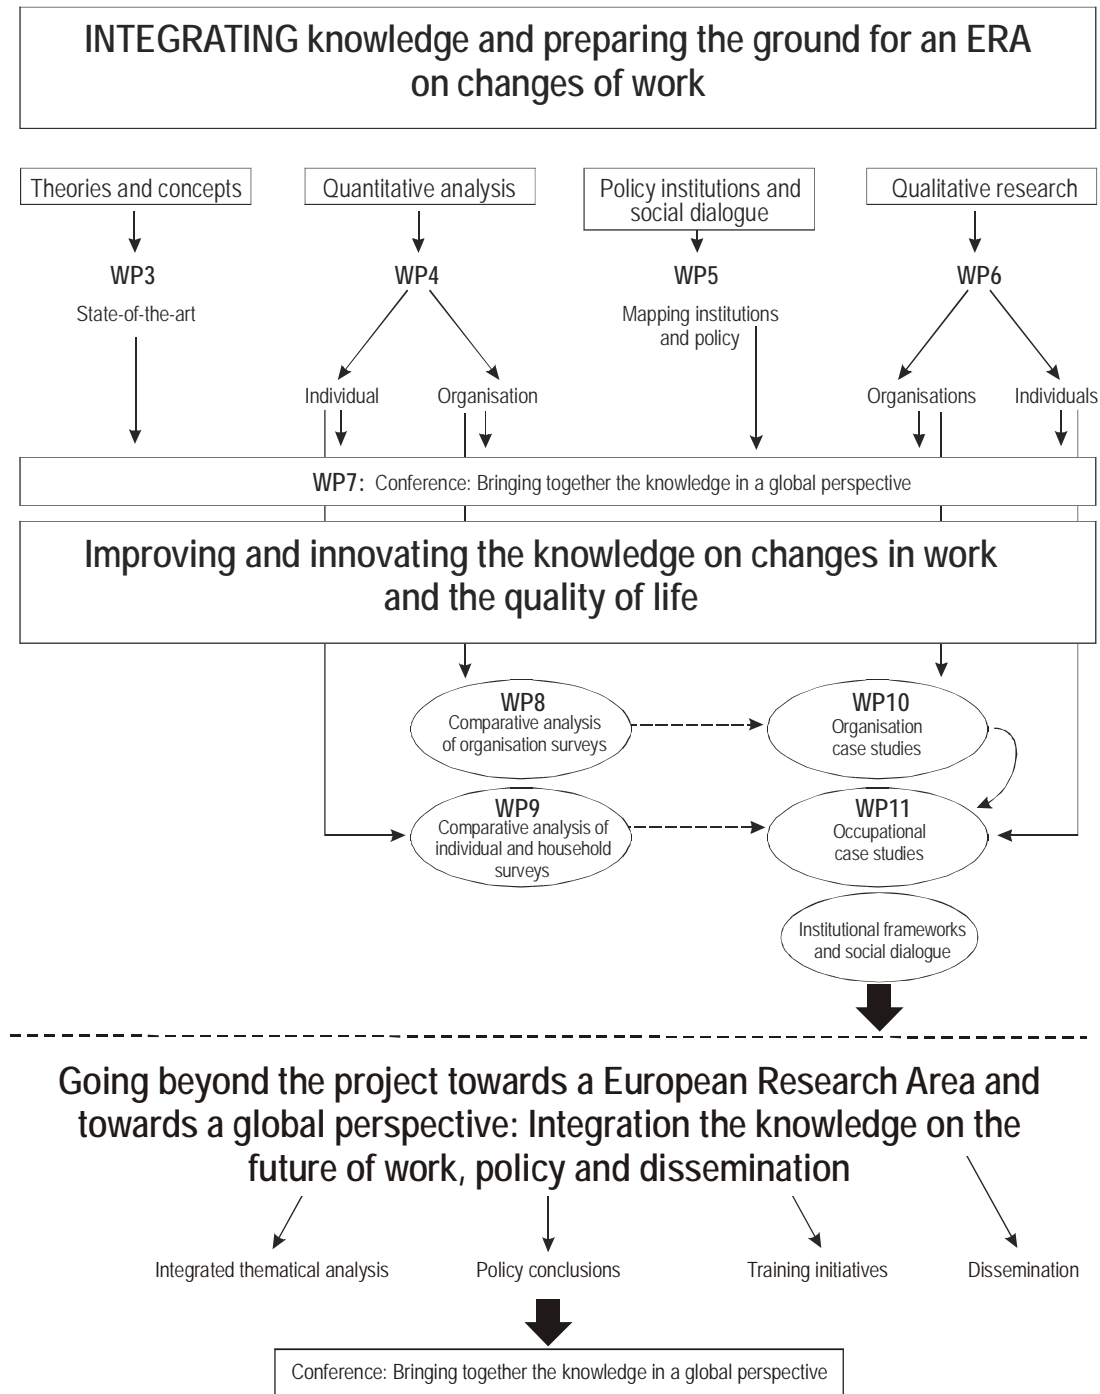 INTEGRATING knowledge and preparing the ground for an ERA
on changes of work
Theories and concepts
Quantitative analysis
Policy institutions and
social dialogue
Qualitative research
WP3
WP4
WP5
WP6
State-of-the-art
Mapping institutions
and policy
Individual
Organisation
Organisations
Individuals
WP7: Conference: Bringing together the knowledge in a global perspective
Improving and innovating the knowledge on changes in work
and the quality of life
WP8
Comparative analysis
of organisation surveys
WP10
Organisation
case studies
WP9
Comparative analysis of
individual and household
surveys
WP11
Occupational
case studies
Institutional frameworks
and social dialogue
Going beyond the project towards a European Research Area and
towards a global perspective: Integration the knowledge on the
future of work, policy and dissemination
Integrated thematical analysis
Policy conclusions
Training initiatives
Dissemination
Conference: Bringing together the knowledge in a global perspective